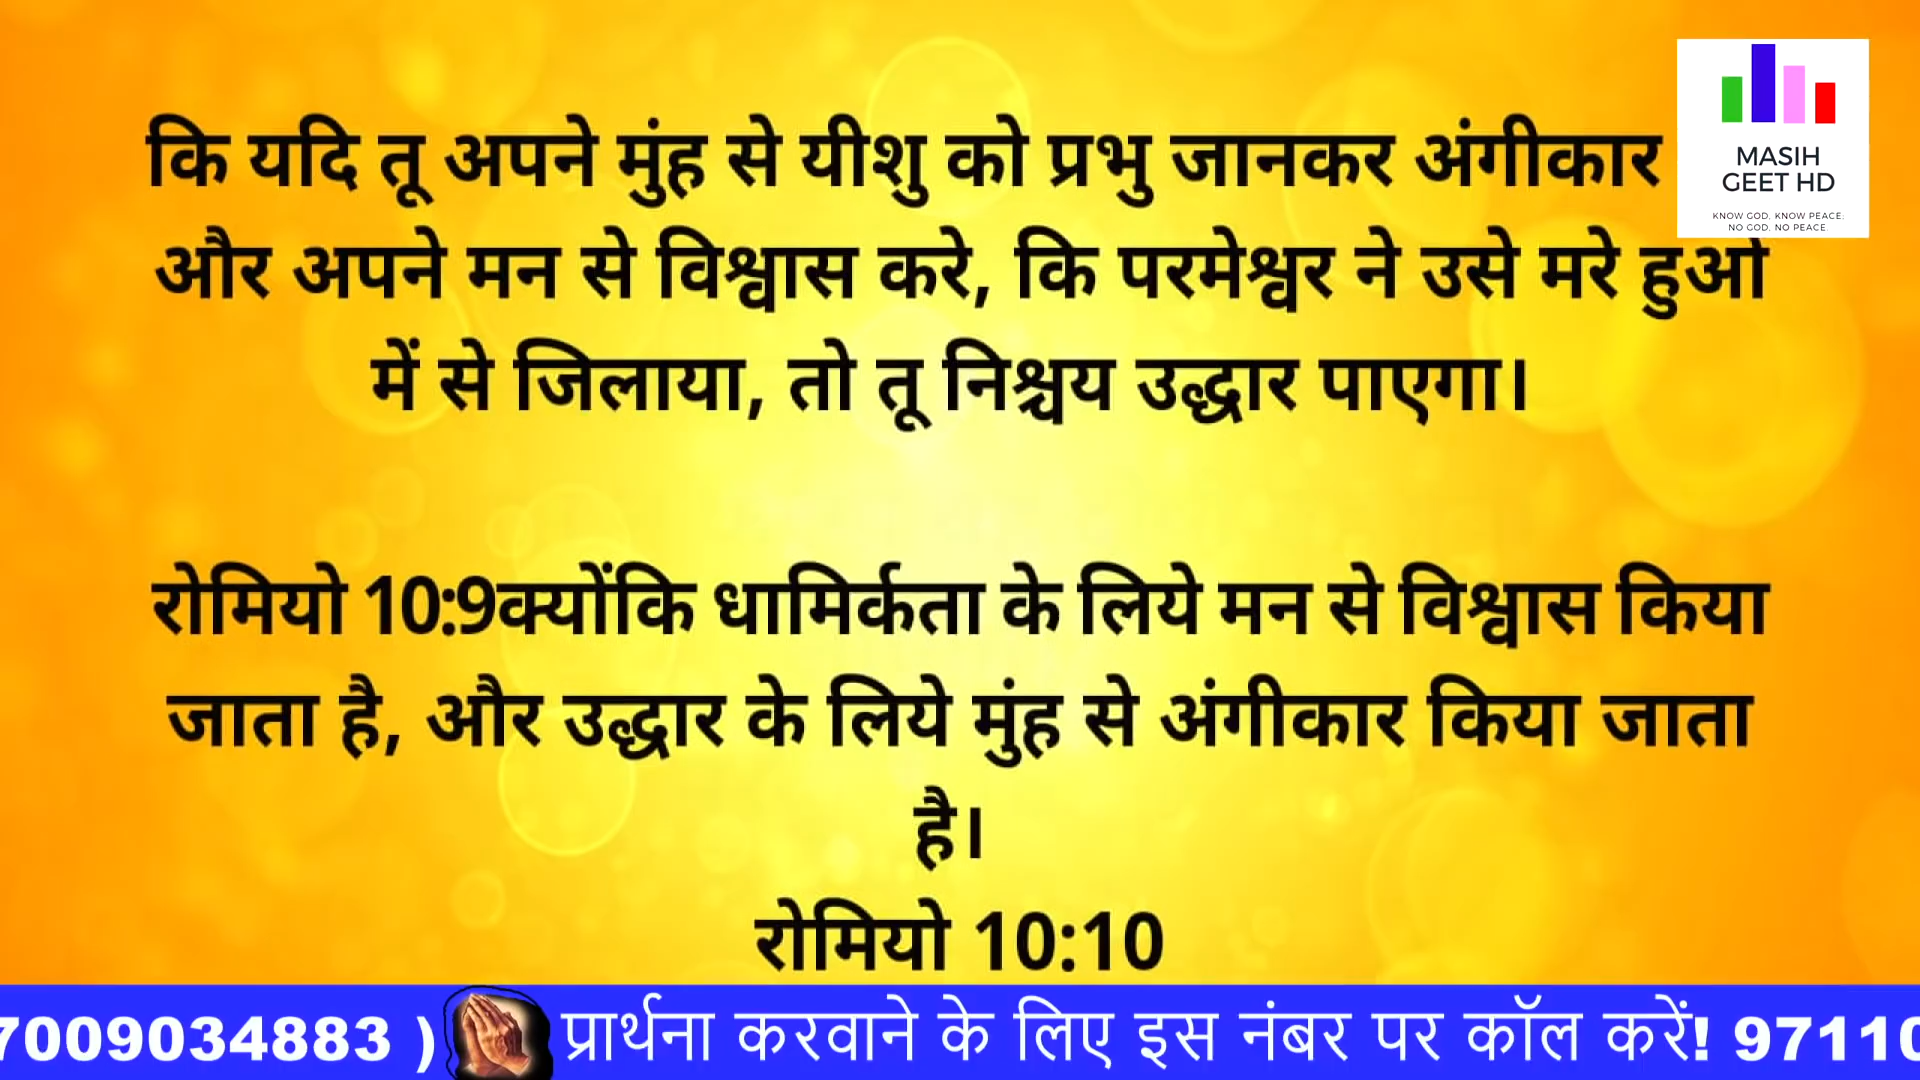 कि यदि तू अपने मुंह से यीशु को प्रभु जानकर अंगीकार
और अपने मन से विश्वास करे, कि परमेश्वर ने उसे मरे हुओ
में से जिलाया, तो तू निश्चय उद्धार पाएगा।
रोमियो 10:9क्योंकि धामिर्कता के लिये मन से विश्वास किया
जाता है, और उद्धार के लिये मुंह से अंगीकार किया जाता
है।
रोमियो 10:10
MASIH
GEET HD
KNOW GOD. KNOW PEACE.
NO GOD. NO PEACE.
7009034883 ) प्रार्थना करवाने के लिए इस नंबर पर कॉल करें! 9711